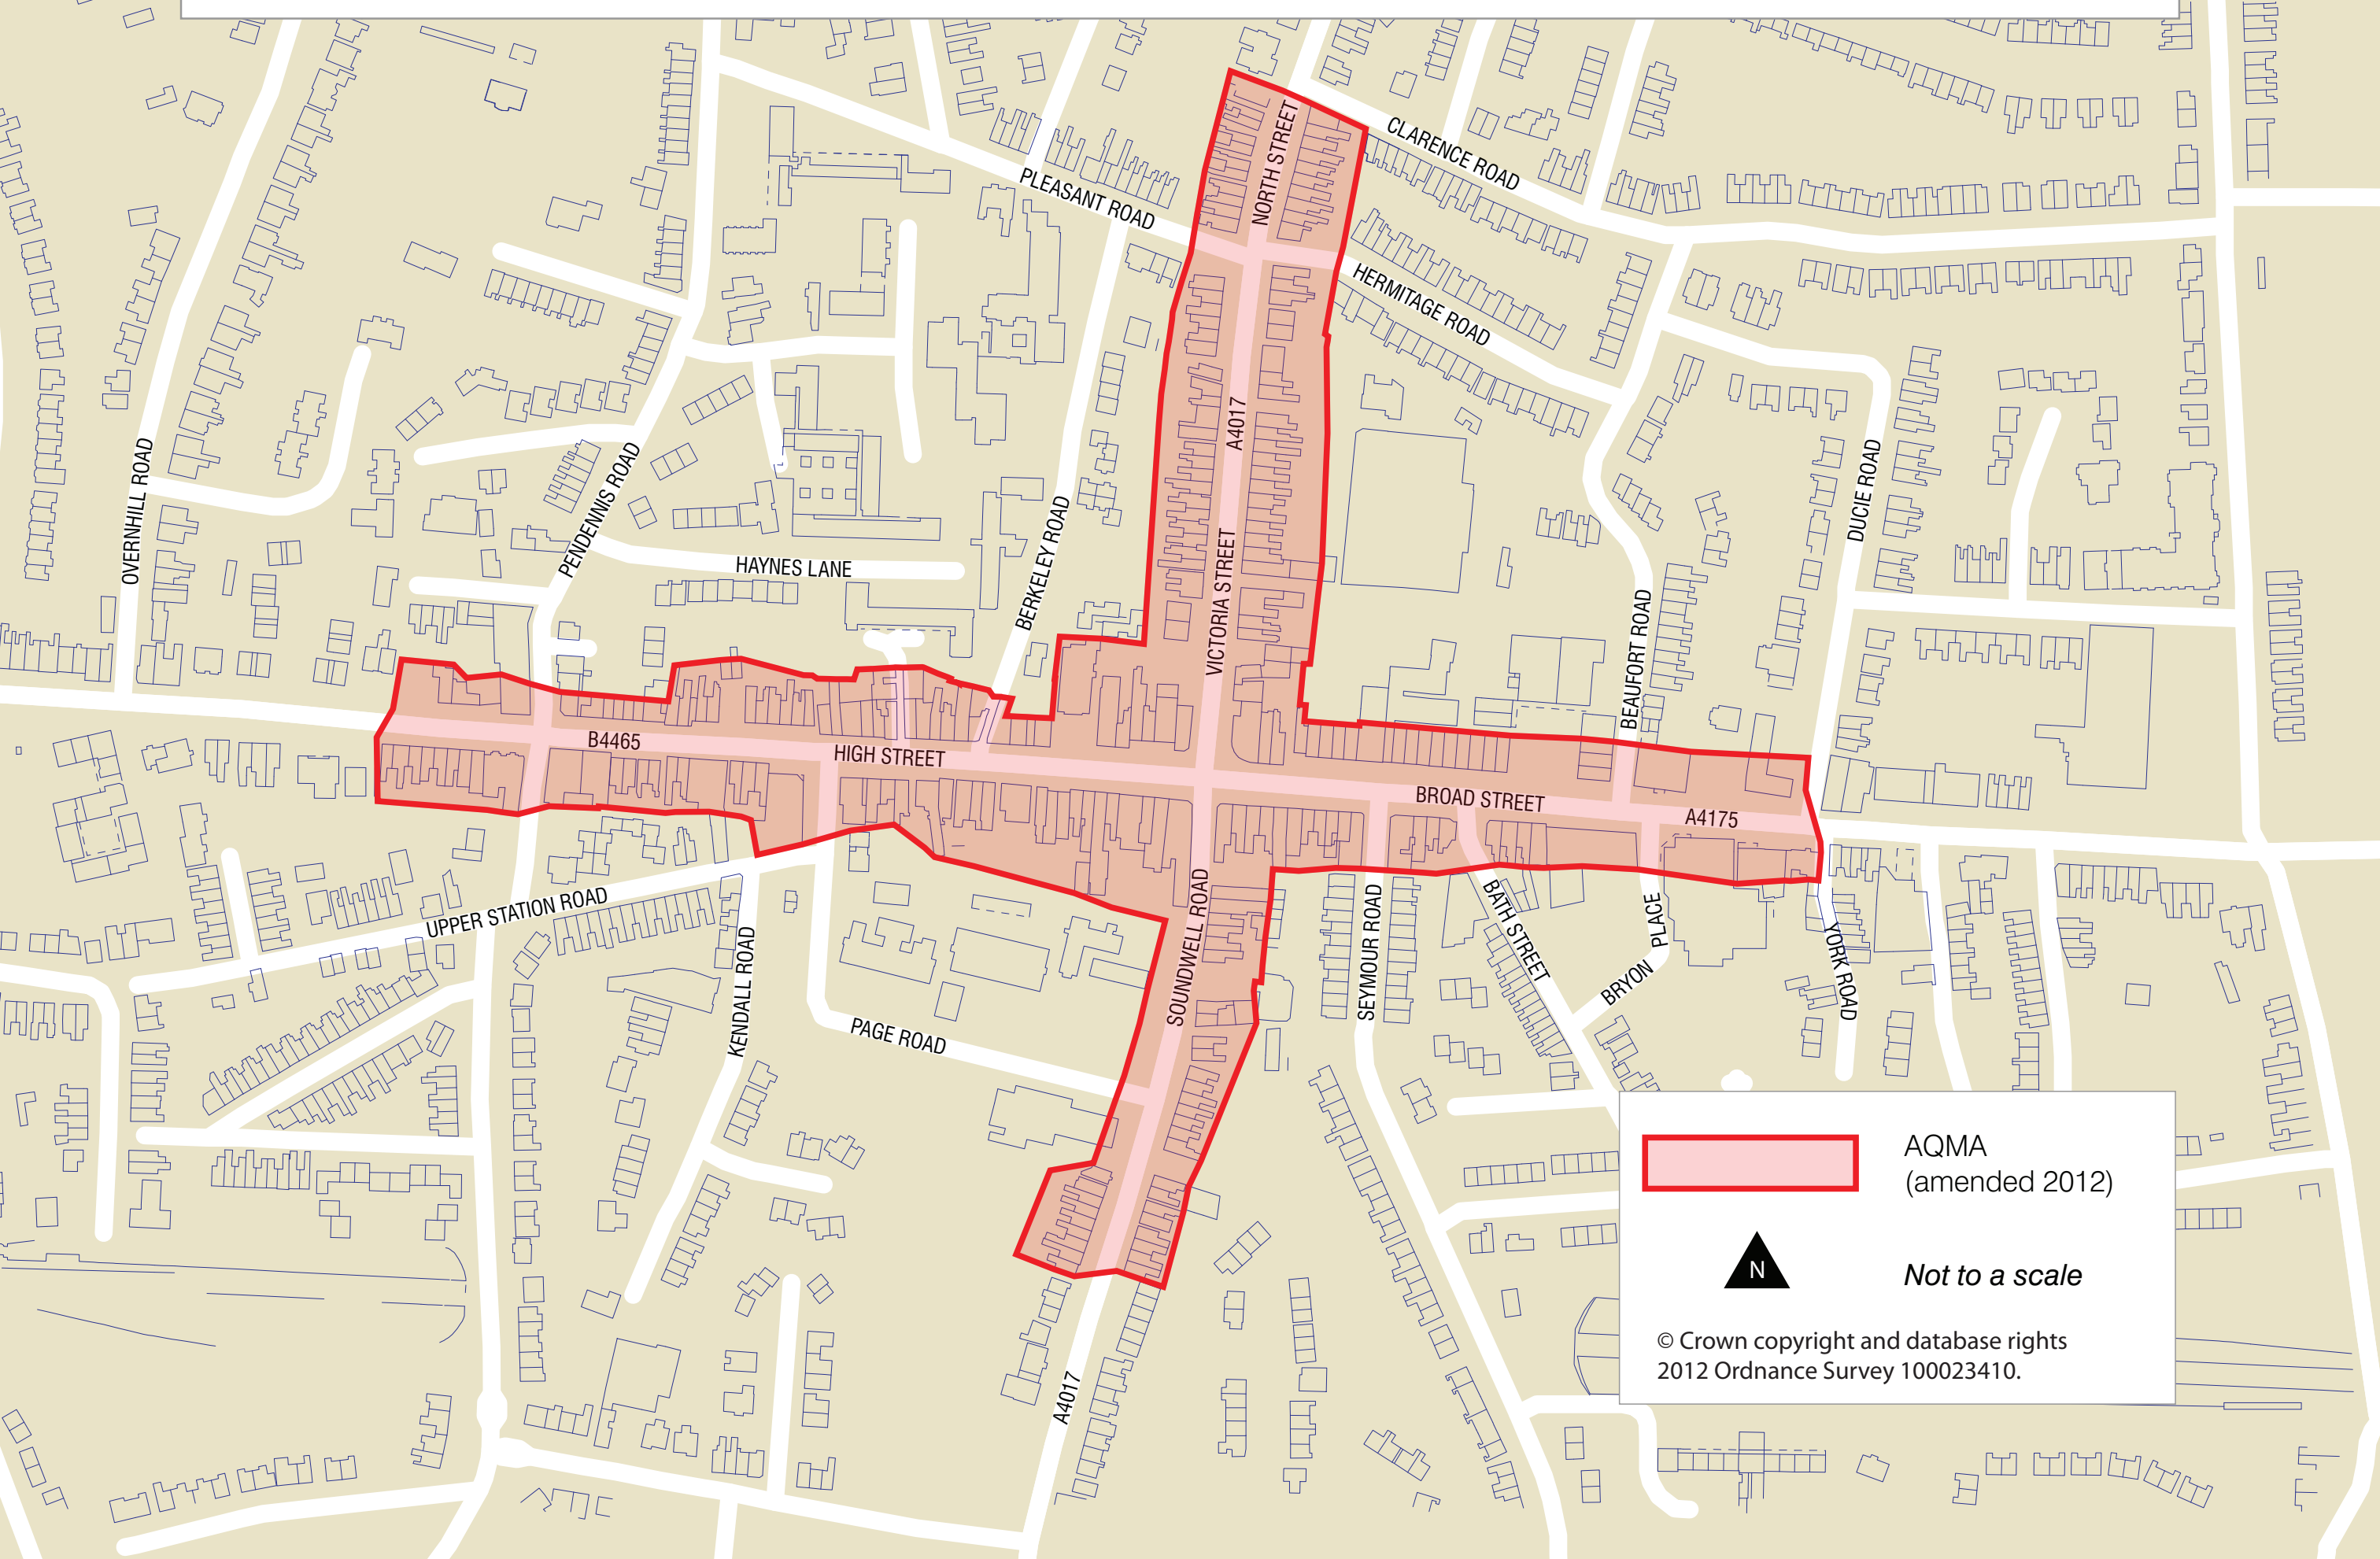 NORTH STREET
CLARENCE ROAD
PLEASANT ROAD
HERMITAGE ROAD
A4017
OVERNHILL ROAD
PENDENNIS ROAD
DUCIE ROAD
HAYNES LANE
BERKELEY ROAD
VICTORIA STREET
BEAUFORT ROAD
B4465
HIGH STREET
BROAD STREET
A4175
UPPER STATION ROAD
SOUNDWELL ROAD
SEYMOUR ROAD
BATH STREET
BRYON PLACE
YORK ROAD
KENDALL ROAD
PAGE ROAD
A4017
AQMA
(amended 2012)
N
Not to a scale
© Crown copyright and database rights
2012 Ordnance Survey 100023410.